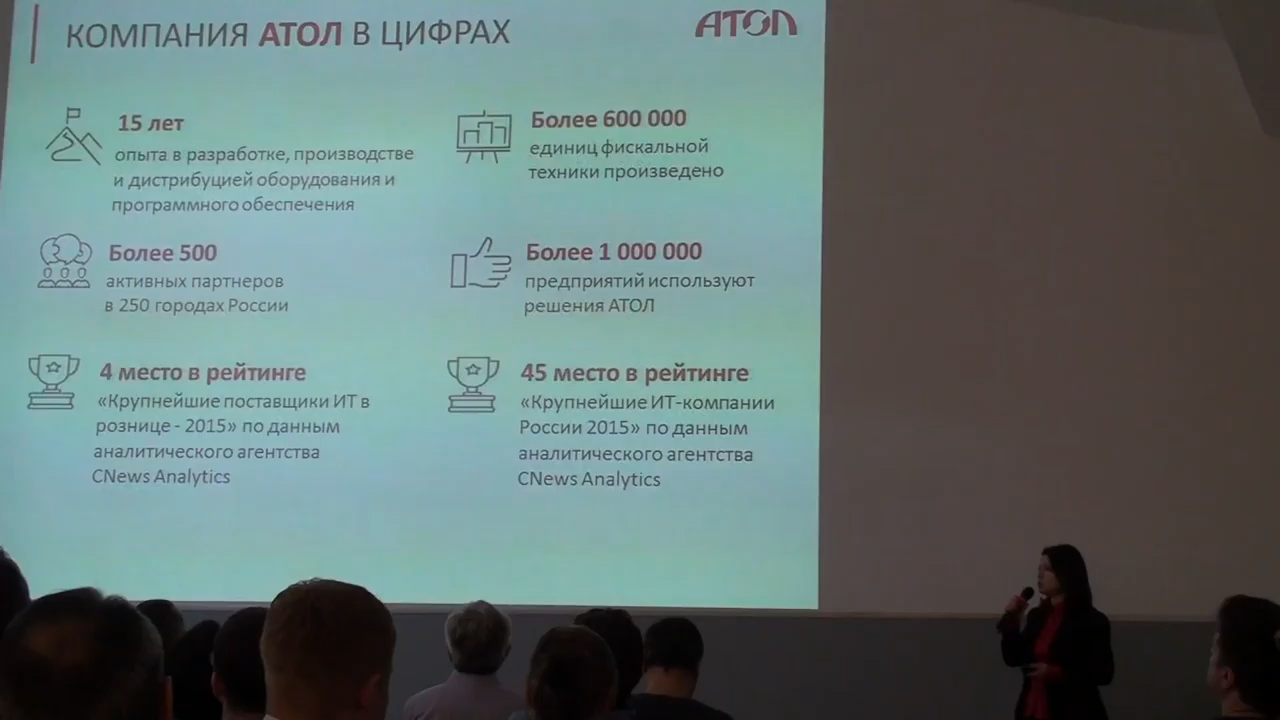 КОМПАНИЯ АТОЛ В ЦИФРАХ
АТОЛ
15 лет
опыта в разработке, производстве
и дистрибуцией оборудования и
программного обеспечения
Более 600 000
единиц фискальной
техники произведено
Более 500
активных партнеров
в 250 городах России
Более 1 000 000
предприятий используют
решения АТОЛ
4 место в рейтинге
«Крупнейшие поставщики ИТ в
рознице - 2015» по данным
аналитического агентства
CNews Analytics
45 место в рейтинге
«Крупнейшие ИТ-компании
России 2015» по данным
аналитического агентства
CNews Analytics